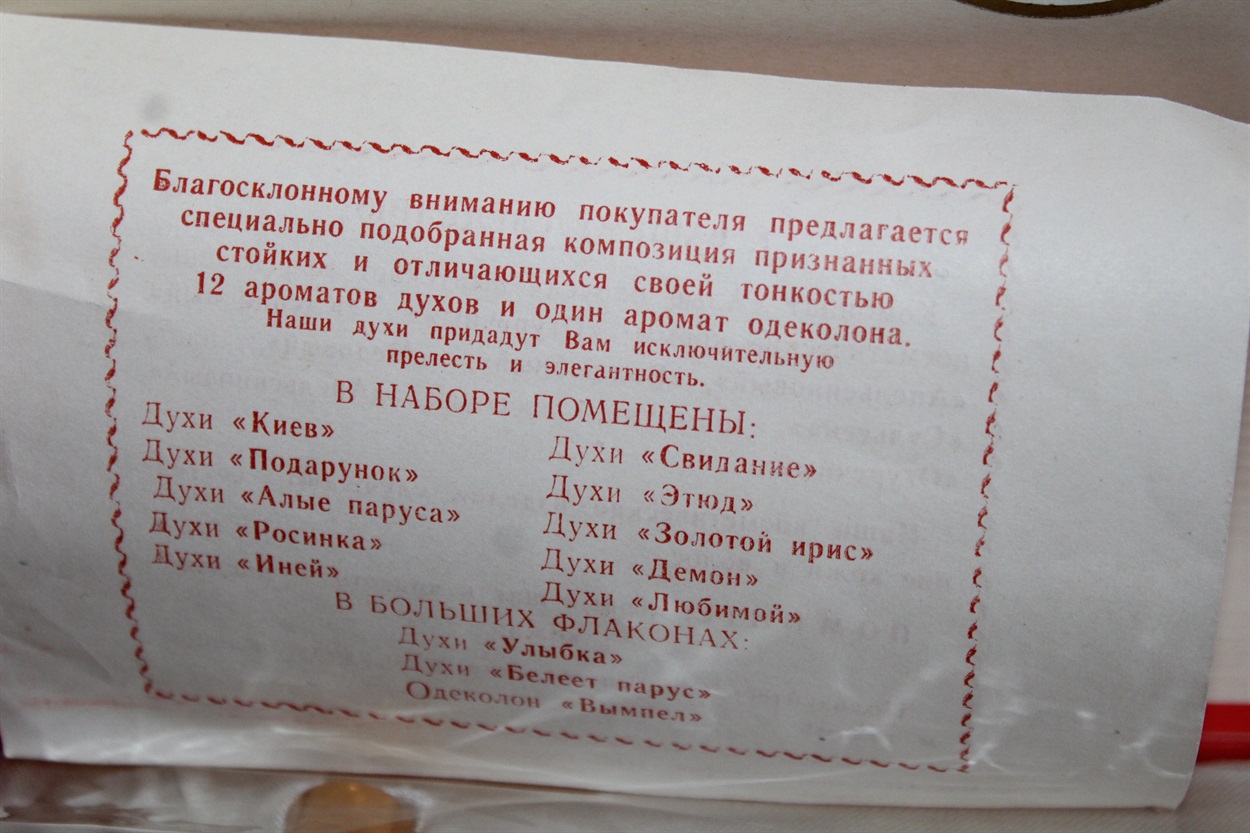 Благосклонному вниманию покупателя предлагается
специально подобранная композиция признанных
стойких и отличающихся своей тонкостью
12 ароматов духов и один аромат одеколона.
Наши духи придадут Вам исключительную
прелесть и элегантность.
В НАБОРЕ ПОМЕЩЕНЫ:
Духи «Киев»
Духи «Подарунок»
Духи «Алые паруса»
Духи «Росинка»
Духи «Иней»
Духи «Свидание»
Духи «Этюд»
Духи «Золотой ирис»
Духи «Демон»
Духи «Любимой»
В БОЛЬШИХ ФЛАКОНАХ:
Духи «Улыбка»
Духи «Белеет парус»
Одеколон «Вымпел»